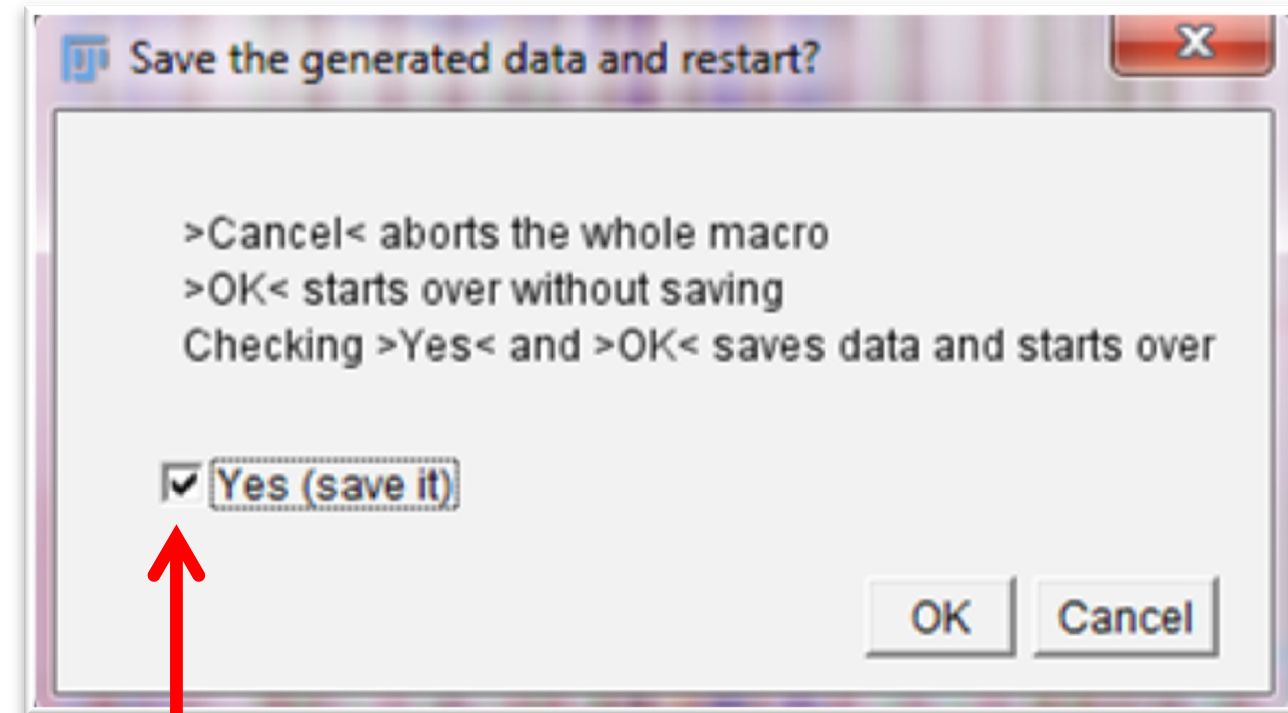 Save the generated data and restart?
>Cancel< aborts the whole macro
>OK< starts over without saving
Checking >Yes< and >OK< saves data and starts over
Yes (save it)
OK Cancel